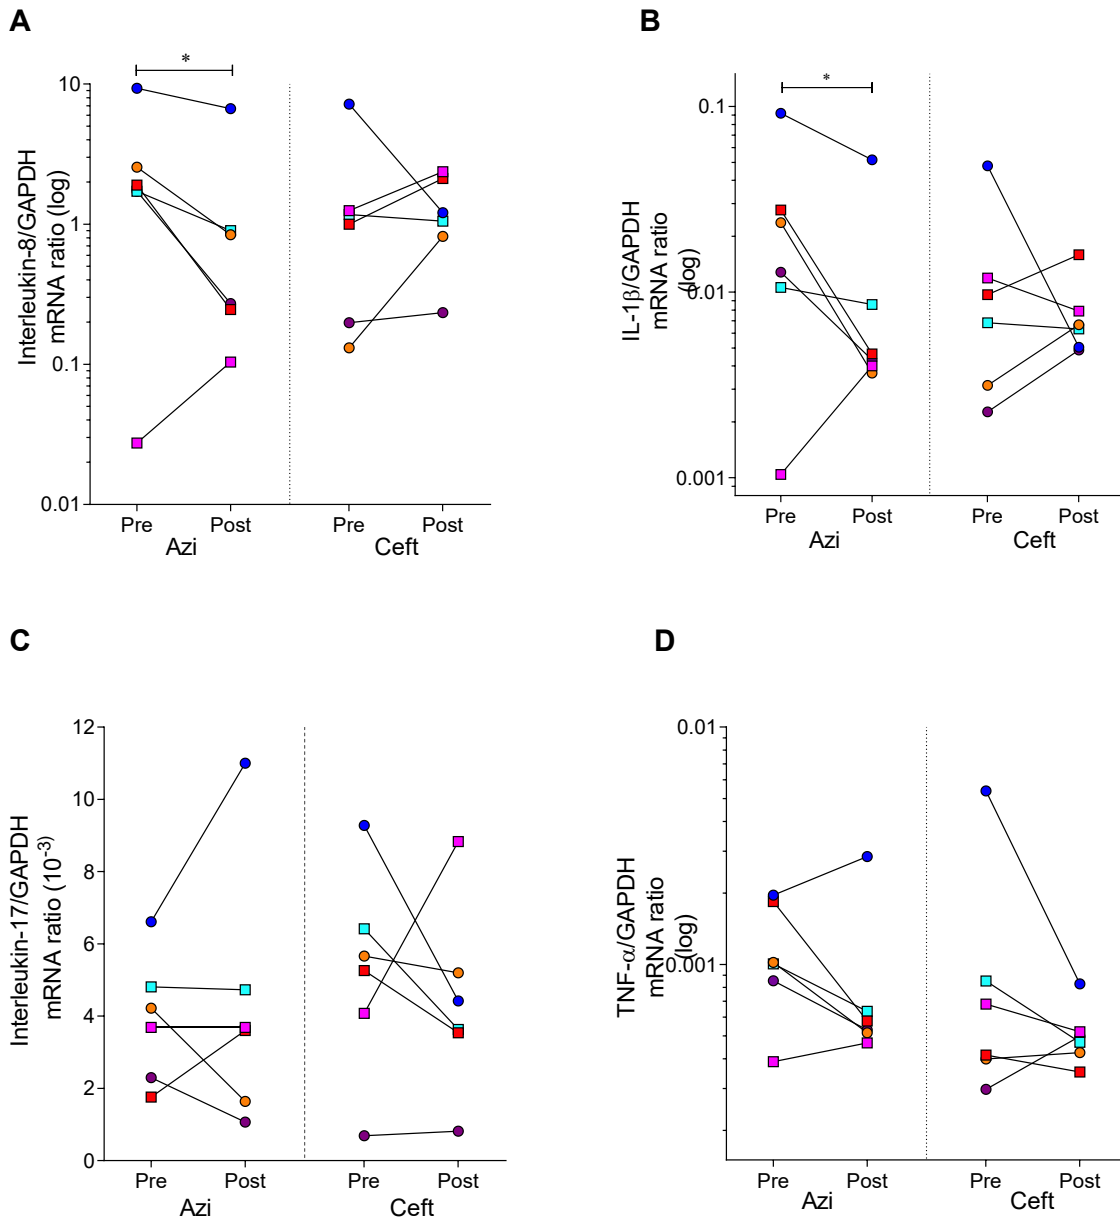 A
Interleukin-8/GAPDH
mRNA ratio (log)
10
1
0.1
0.01
*
Pre
Post
Pre
Post
Azi
Ceft
B
IL-1β/GAPDH
mRNA ratio
(log)
0.1
0.01
0.001
*
Pre
Post
Pre
Post
Azi
Ceft
C
Interleukin-17/GAPDH
mRNA ratio (10⁻³)
12
10
8
6
4
2
0
Pre
Post
Pre
Post
Azi
Ceft
D
TNF-α/GAPDH
mRNA ratio
(log)
0.01
0.001
Pre
Post
Pre
Post
Azi
Ceft